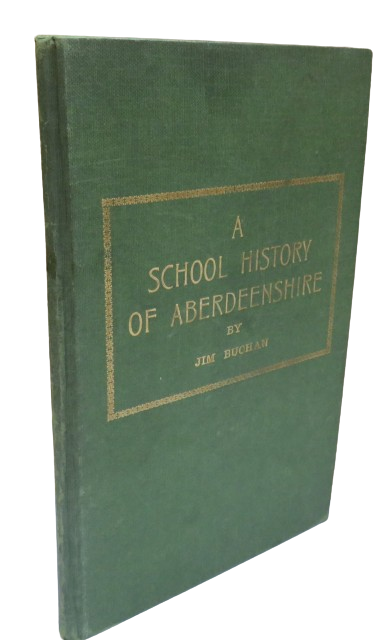 A
SCHOOL HISTORY
OF ABERDEENSHIRE
BY
JIM BUCHAN